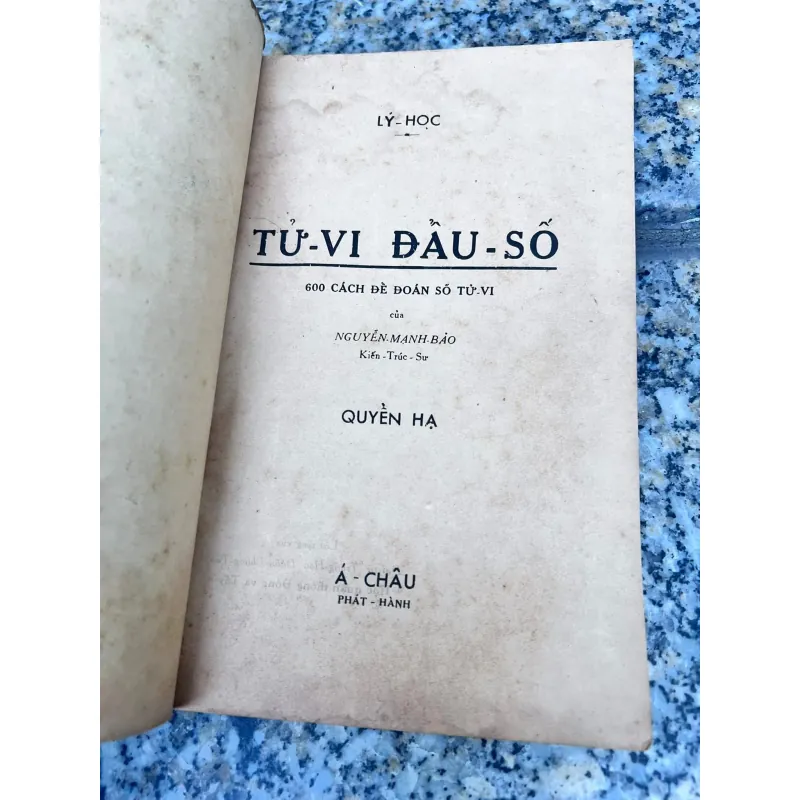 LÝ-HỌC
TỬ-VI ĐẦU-SỐ
600 CÁCH ĐỂ ĐOÁN SỐ TỬ-VI
của
NGUYỄN-MẠNH-BẢO
Kiến-Trúc-Sư
QUYỂN HẠ
Á-CHÂU
PHÁT-HÀNH